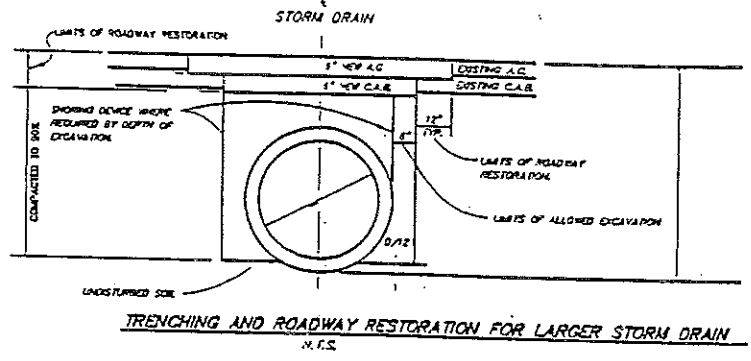 STORM DRAIN
LIMITS OF ROADWAY RESTORATION
5" NEW A.C.
EXISTING A.C.
5" NEW C.A.B.
EXISTING C.A.B.
SHORING DEVICE WHERE
REQUIRED BY DEPTH OF
EXCAVATION
12"
TYP.
6"
LIMITS OF ROADWAY
RESTORATION
COMPACTED TO 90%
LIMITS OF ALLOWED EXCAVATION
D/12
UNDISTURBED SOIL
TRENCHING AND ROADWAY RESTORATION FOR LARGER STORM DRAIN
N.T.S.